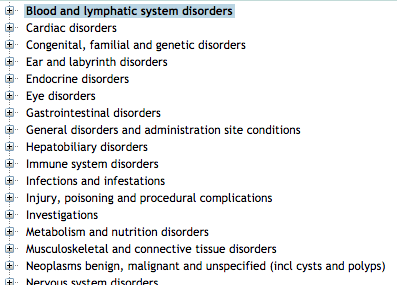 Blood and lymphatic system disorders
Cardiac disorders
Congenital, familial and genetic disorders
Ear and labyrinth disorders
Endocrine disorders
Eye disorders
Gastrointestinal disorders
General disorders and administration site conditions
Hepatobiliary disorders
Immune system disorders
Infections and infestations
Injury, poisoning and procedural complications
Investigations
Metabolism and nutrition disorders
Musculoskeletal and connective tissue disorders
Neoplasms benign, malignant and unspecified (incl cysts and polyps)
Nervous system disorders